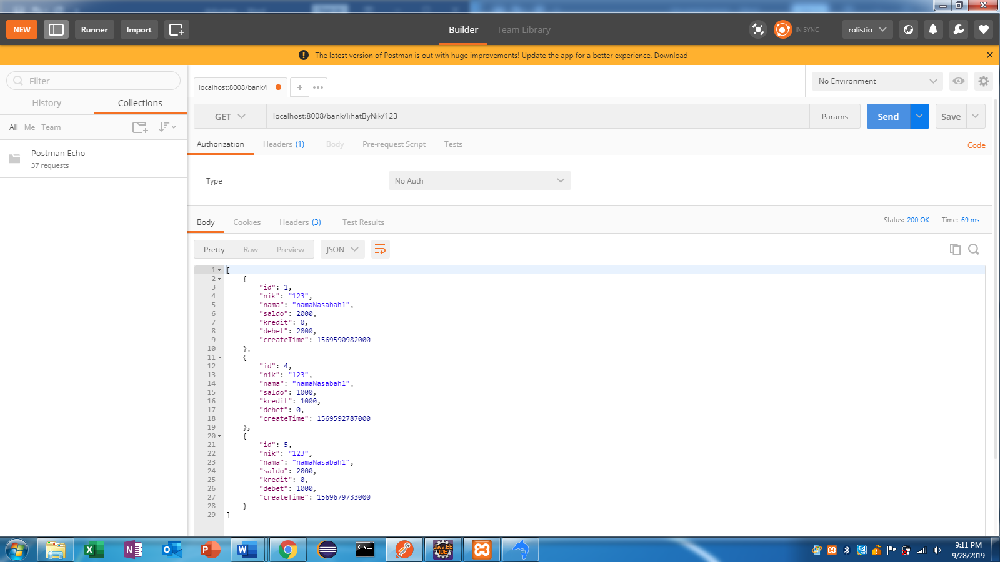 NEW
Runner
Import
Builder
Team Library
IN SYNC
rolistio
The latest version of Postman is out with huge improvements! Update the app for a better experience. Download
Filter
History
Collections
All Me Team
Postman Echo
37 requests
localhost:8008/bank/l
No Environment
GET
localhost:8008/bank/lihatByNik/123
Params
Send
Save
Authorization
Headers (1)
Body
Pre-request Script
Tests
Code
Type
No Auth
Body
Cookies
Headers (3)
Test Results
Status: 200 OK
Time: 69 ms
Pretty
Raw
Preview
JSON
1 [
2 {
3 "id": 1,
4 "nik": "123",
5 "nama": "namaNasabah1",
6 "saldo": 2000,
7 "kredit": 0,
8 "debet": 2000,
9 "createTime": 1569590982000
10 },
11 {
12 "id": 4,
13 "nik": "123",
14 "nama": "namaNasabah1",
15 "saldo": 1000,
16 "kredit": 1000,
17 "debet": 0,
18 "createTime": 1569592787000
19 },
20 {
21 "id": 5,
22 "nik": "123",
23 "nama": "namaNasabah1",
24 "saldo": 2000,
25 "kredit": 0,
26 "debet": 1000,
27 "createTime": 1569679733000
28 }
29 ]
Java EE
IDE
9:11 PM
9/28/2019